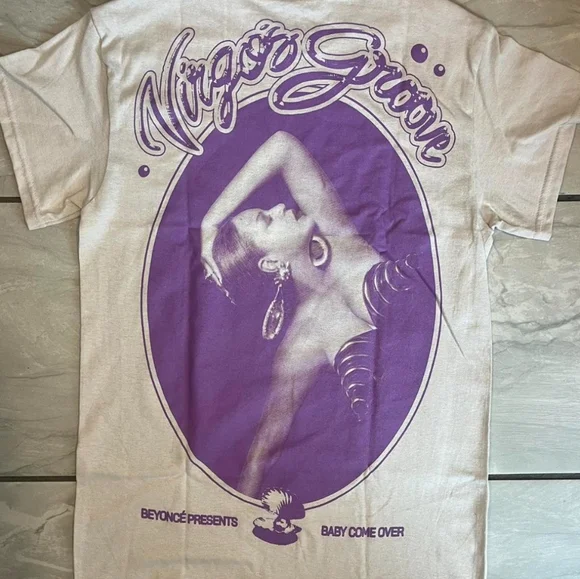 Virgo's Groove
BEYONCÉ PRESENTS
BABY COME OVER